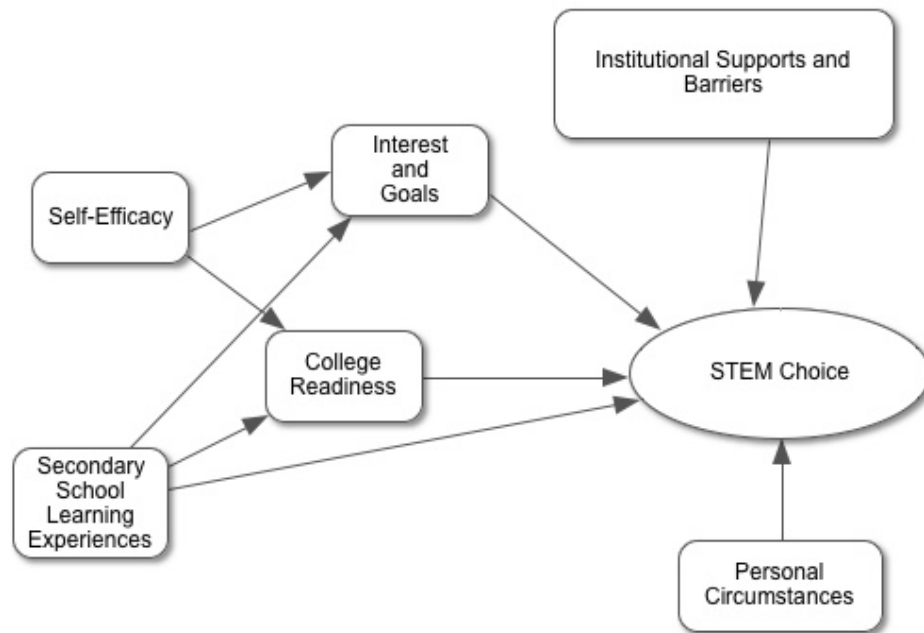 Institutional Supports and
Barriers
Interest
and
Goals
Self-Efficacy
College
Readiness
STEM Choice
Secondary
School
Learning
Experiences
Personal
Circumstances